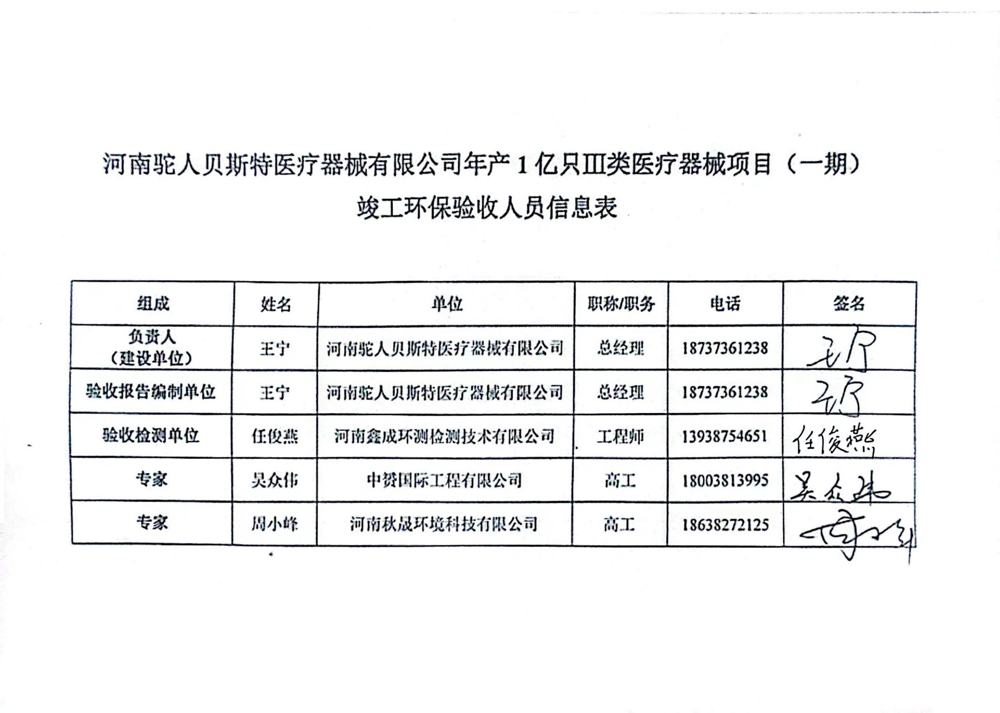 河南驼人贝斯特医疗器械有限公司年产 1 亿只III类医疗器械项目（一期）
竣工环保验收人员信息表
组成 姓名 单位 职称/职务 电话 签名
负责人
（建设单位） 王宁 河南驼人贝斯特医疗器械有限公司 总经理 18737361238 王宁
验收报告编制单位 王宁 河南驼人贝斯特医疗器械有限公司 总经理 18737361238 王宁
验收检测单位 任俊燕 河南鑫成环测检测技术有限公司 工程师 13938754651 任俊燕
专家 吴众伟 中赟国际工程有限公司 高工 18003813995 吴众伟
专家 周小峰 河南秋晟环境科技有限公司 高工 18638272125